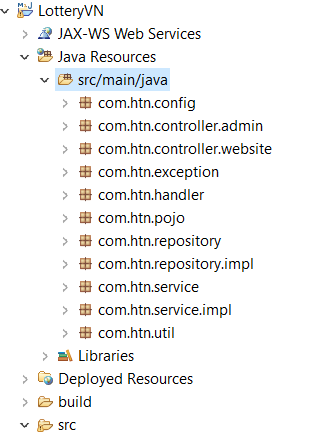 LotteryVN
JAX-WS Web Services
Java Resources
src/main/java
com.htn.config
com.htn.controller.admin
com.htn.controller.website
com.htn.exception
com.htn.handler
com.htn.pojo
com.htn.repository
com.htn.repository.impl
com.htn.service
com.htn.service.impl
com.htn.util
Libraries
Deployed Resources
build
src